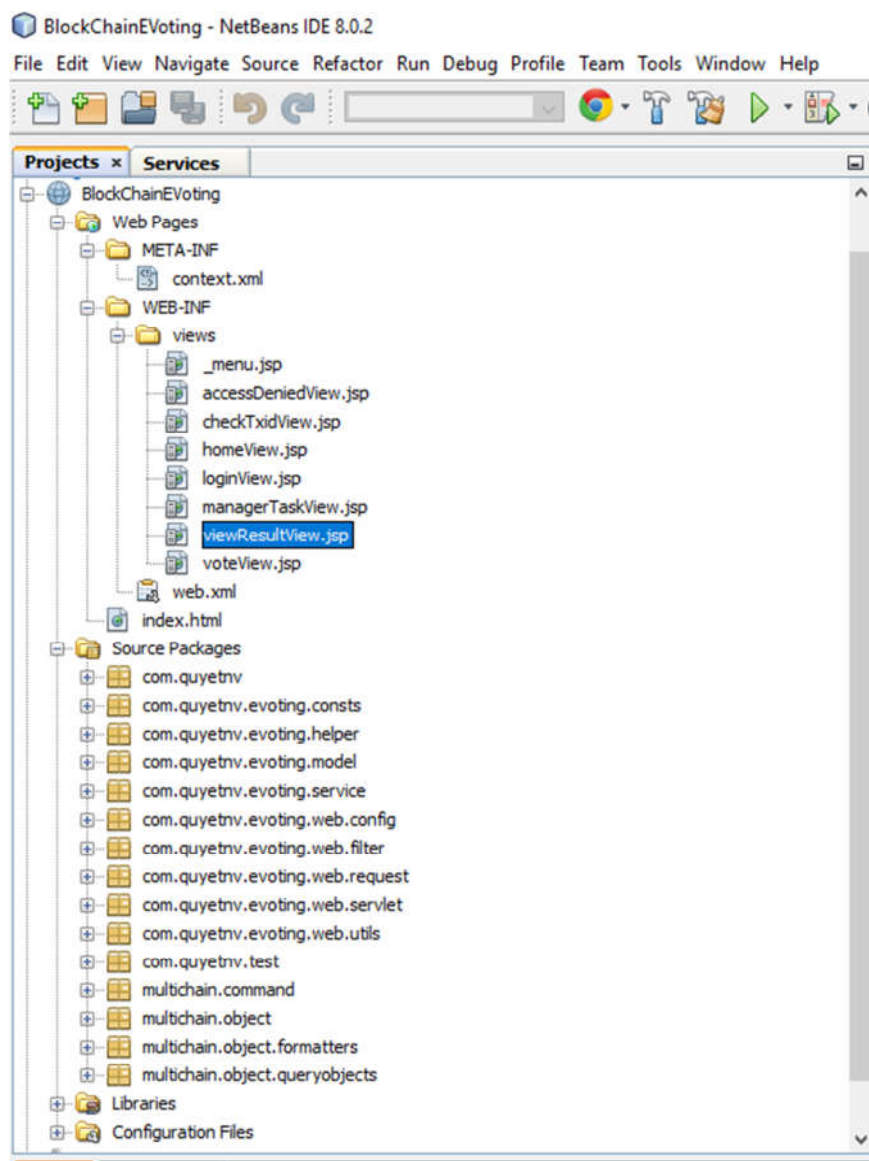 BlockChainEVoting - NetBeans IDE 8.0.2
File Edit View Navigate Source Refactor Run Debug Profile Team Tools Window Help
Projects × Services
BlockChainEVoting
Web Pages
META-INF
context.xml
WEB-INF
views
_menu.jsp
accessDeniedView.jsp
checkTxidView.jsp
homeView.jsp
loginView.jsp
managerTaskView.jsp
viewResultView.jsp
voteView.jsp
web.xml
index.html
Source Packages
com.quyetnv
com.quyetnv.evoting.consts
com.quyetnv.evoting.helper
com.quyetnv.evoting.model
com.quyetnv.evoting.service
com.quyetnv.evoting.web.config
com.quyetnv.evoting.web.filter
com.quyetnv.evoting.web.request
com.quyetnv.evoting.web.servlet
com.quyetnv.evoting.web.utils
com.quyetnv.test
multichain.command
multichain.object
multichain.object.formatters
multichain.object.queryobjects
Libraries
Configuration Files